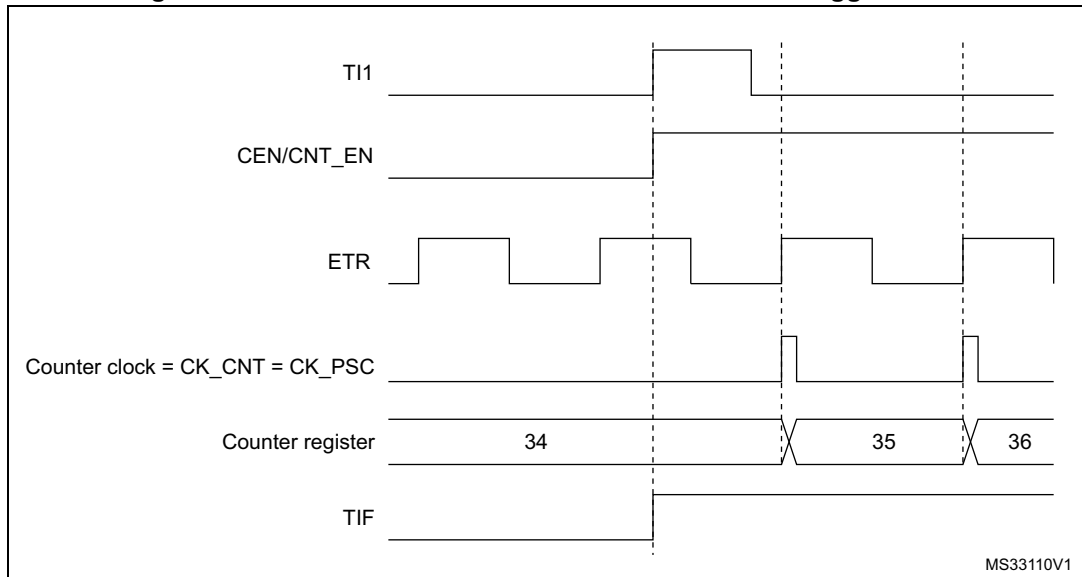 TI1
CEN/CNT_EN
ETR
Counter clock = CK_CNT = CK_PSC
Counter register
34
35
36
TIF
MS33110V1